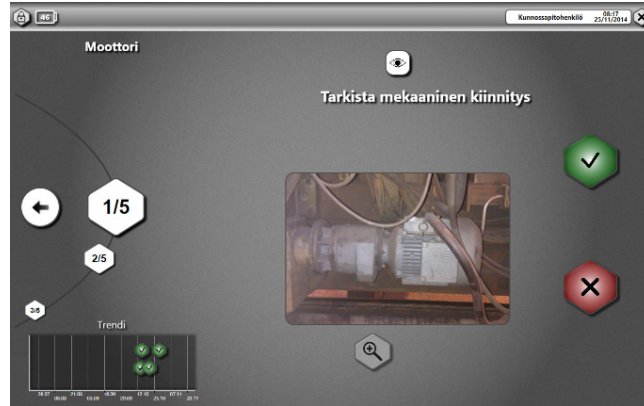 46
Kunnossapitohenkilö
08:17
25/11/2014
Moottori
Tarkista mekaaninen kiinnitys
1/5
2/5
3/5
Trendi